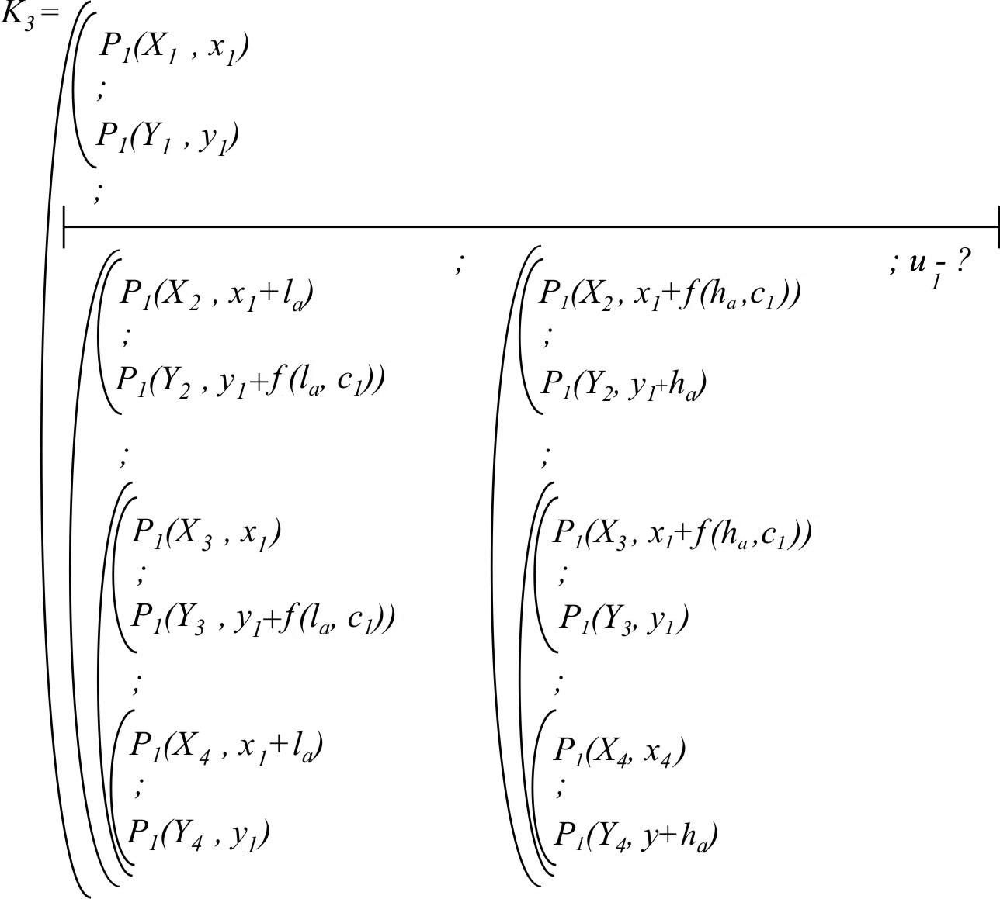 K₃=
P₁(X₁ , x₁)
;
P₁(Y₁ , y₁)
;
; ; u₁ - ?
P₁(X₂ , x₁+lₐ) P₁(X₂, x₁+f(hₐ,c₁))
; ;
P₁(Y₂ , y₁+f(lₐ, c₁)) P₁(Y₂, y₁+hₐ)
; ;
P₁(X₃ , x₁) P₁(X₃, x₁+f(hₐ,c₁))
; ;
P₁(Y₃ , y₁+f(lₐ, c₁)) P₁(Y₃, y₁)
; ;
P₁(X₄ , x₁+lₐ) P₁(X₄, x₄)
; ;
P₁(Y₄ , y₁) P₁(Y₄, y+hₐ)